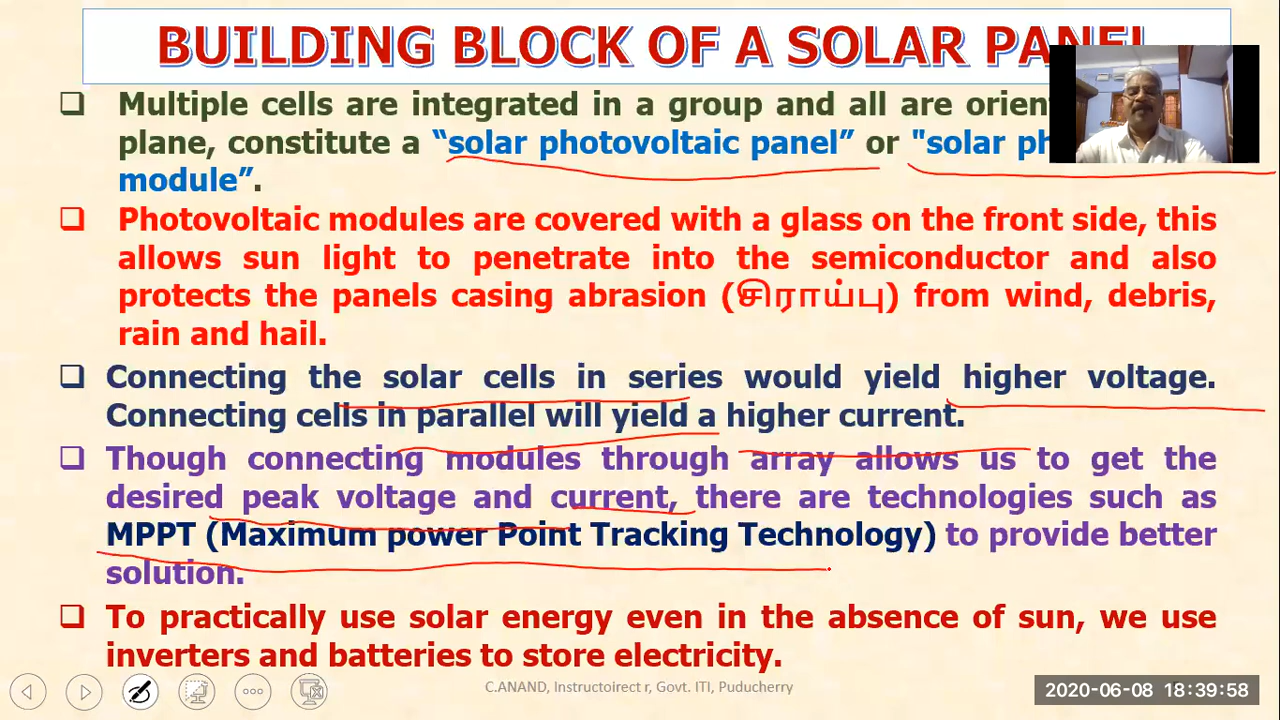 BUILDING BLOCK OF A SOLAR PANEL
❑ Multiple cells are integrated in a group and all are
plane, constitute a “solar photovoltaic panel” or "solar
module”.
❑ Photovoltaic modules are covered with a glass on the front side, this
allows sun light to penetrate into the semiconductor and also
protects the panels casing abrasion (சிராய்பு) from wind, debris,
rain and hail.
❑ Connecting the solar cells in series would yield higher voltage.
Connecting cells in parallel will yield a higher current.
❑ Though connecting modules through array allows us to get the
desired peak voltage and current, there are technologies such as
MPPT (Maximum power Point Tracking Technology) to provide better
solution.
❑ To practically use solar energy even in the absence of sun, we use
inverters and batteries to store electricity.
C.ANAND, Instructoirect r, Govt. ITI, Puducherry
2020-06-08 18:39:58